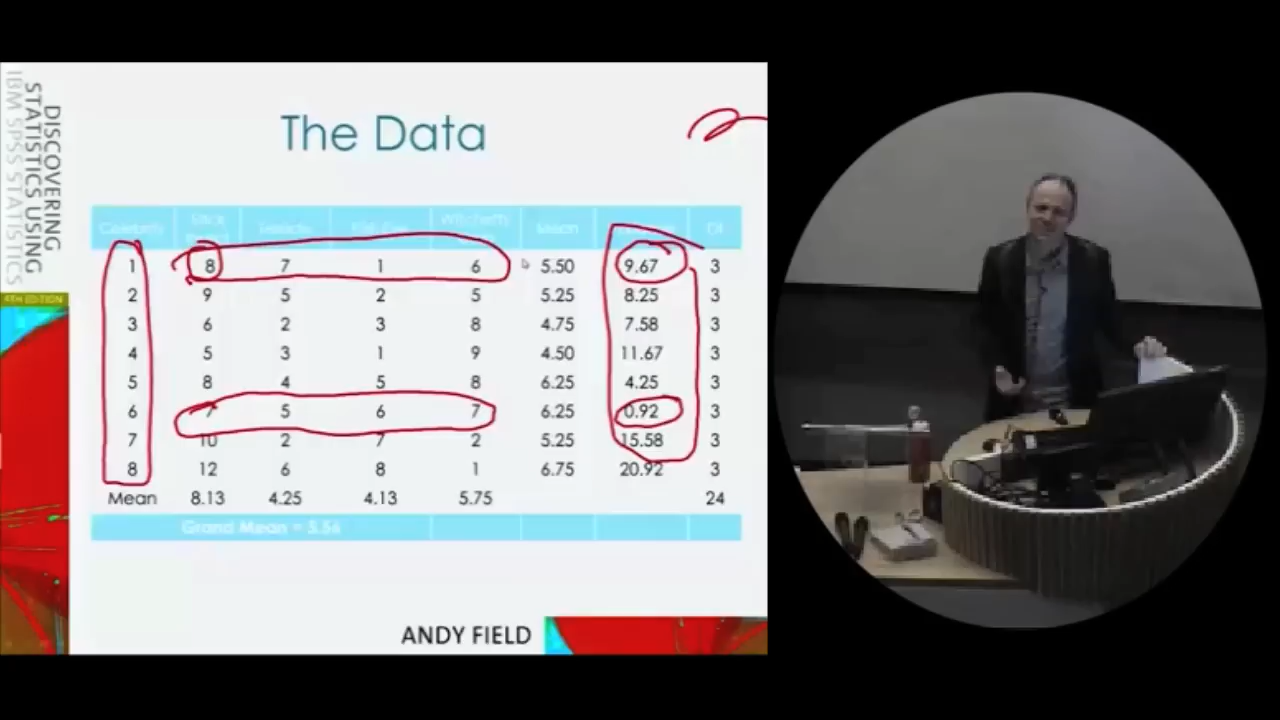 DISCOVERING
STATISTICS USING
IBM SPSS STATISTICS
4TH EDITION
The Data
Celebrity Stick Testicle Fish Eye Witchetty Mean DF
1 8 7 1 6 5.50 9.67 3
2 9 5 2 5 5.25 8.25 3
3 6 2 3 8 4.75 7.58 3
4 5 3 1 9 4.50 11.67 3
5 8 4 5 8 6.25 4.25 3
6 7 5 6 7 6.25 0.92 3
7 10 2 7 2 5.25 15.58 3
8 12 6 8 1 6.75 20.92 3
Mean 8.13 4.25 4.13 5.75 24
Grand Mean = 5.56
ANDY FIELD